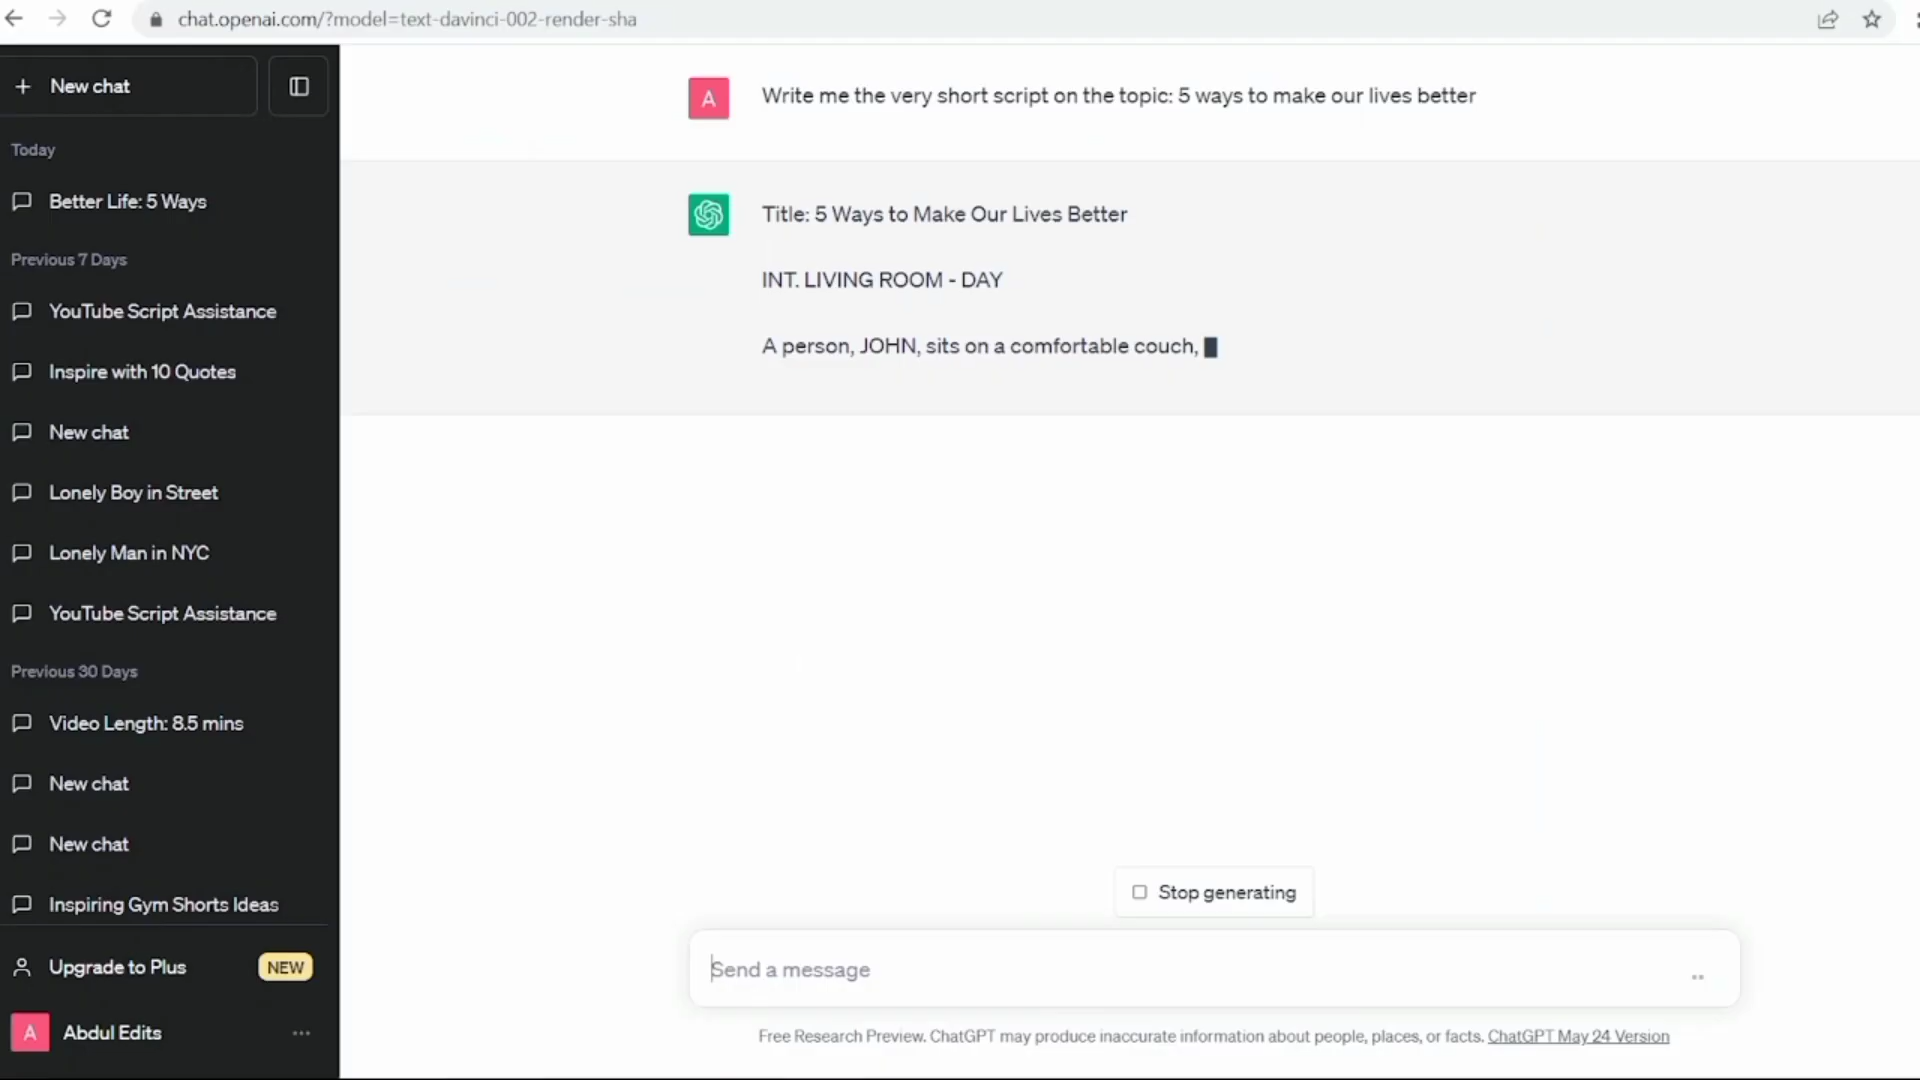 chat.openai.com/?model=text-davinci-002-render-sha
New chat
Today
Better Life: 5 Ways
Previous 7 Days
YouTube Script Assistance
Inspire with 10 Quotes
New chat
Lonely Boy in Street
Lonely Man in NYC
YouTube Script Assistance
Previous 30 Days
Video Length: 8.5 mins
New chat
New chat
Inspiring Gym Shorts Ideas
Upgrade to Plus NEW
A Abdul Edits
A Write me the very short script on the topic: 5 ways to make our lives better
Title: 5 Ways to Make Our Lives Better
INT. LIVING ROOM - DAY
A person, JOHN, sits on a comfortable couch,
Stop generating
Send a message
Free Research Preview. ChatGPT may produce inaccurate information about people, places, or facts. ChatGPT May 24 Version